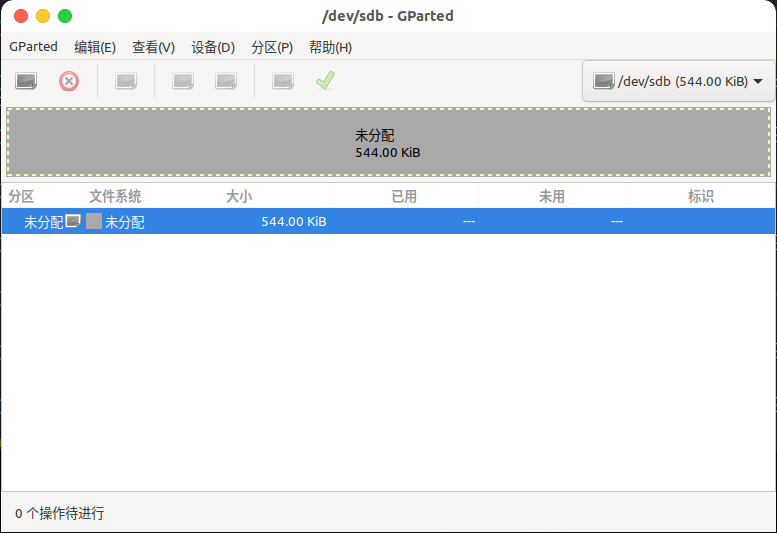 /dev/sdb - GParted
GParted 编辑(E) 查看(V) 设备(D) 分区(P) 帮助(H)
/dev/sdb (544.00 KiB)
未分配
544.00 KiB
分区 文件系统 大小 已用 未用 标识
未分配 未分配 544.00 KiB --- ---
0 个操作待进行